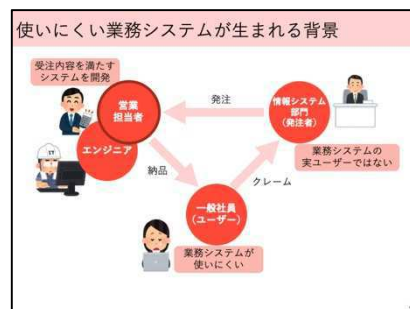 使いにくい業務システムが生まれる背景
受注内容を満たす
システムを開発
営業
担当者
エンジニア
発注
情報システム
部門
(発注者)
業務システムの
実ユーザーではない
納品
クレーム
一般社員
(ユーザー)
業務システムが
使いにくい